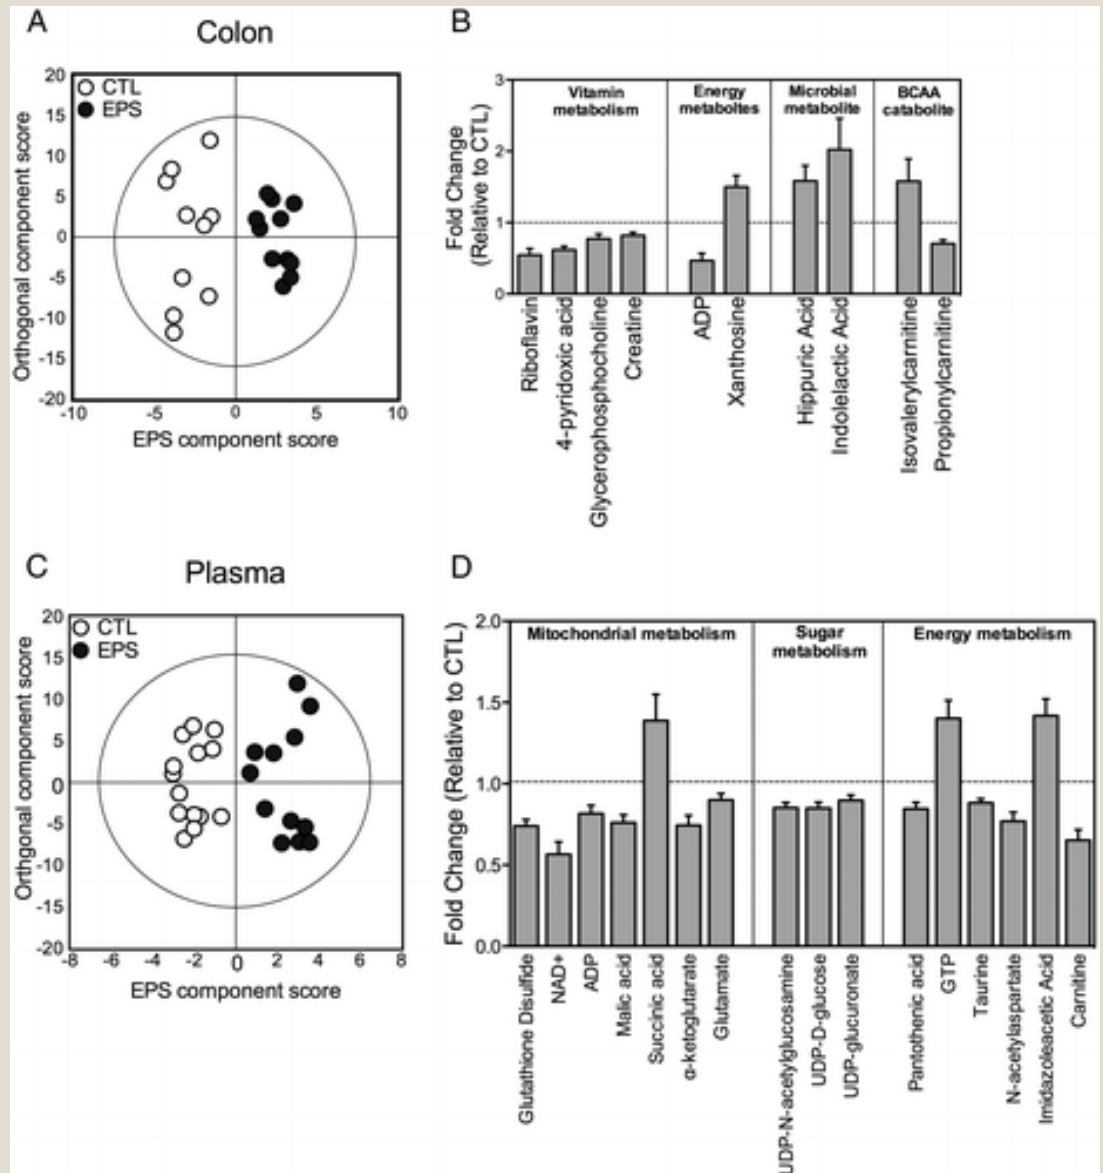 A
Colon
CTL
EPS
Orthogonal component score
20
15
10
5
0
-5
-10
-15
-20
-10
-5
0
5
10
EPS component score
B
Fold Change
(Relative to CTL)
3
2
1
0
Vitamin
metabolism
Energy
metaboltes
Microbial
metabolite
BCAA
catabolite
Riboflavin
4-pyridoxic acid
Glycerophosphocholine
Creatine
ADP
Xanthosine
Hippuric Acid
Indolelactic Acid
Isovalerylcarnitine
Propionylcarnitine
C
Plasma
CTL
EPS
Orthgonal component score
20
15
10
5
0
-5
-10
-15
-20
-8
-6
-4
-2
0
2
4
6
8
EPS component score
D
Fold Change (Relative to CTL)
2.0
1.5
1.0
0.5
0.0
Mitochondrial metabolism
Sugar
metabolism
Energy metabolism
Glutathione Disulfide
NAD+
ADP
Malic acid
Succinic acid
α-ketoglutarate
Glutamate
UDP-N-acetylglucosamine
UDP-D-glucose
UDP-glucuronate
Pantothenic acid
GTP
Taurine
N-acetylaspartate
Imidazoleacetic Acid
Carnitine